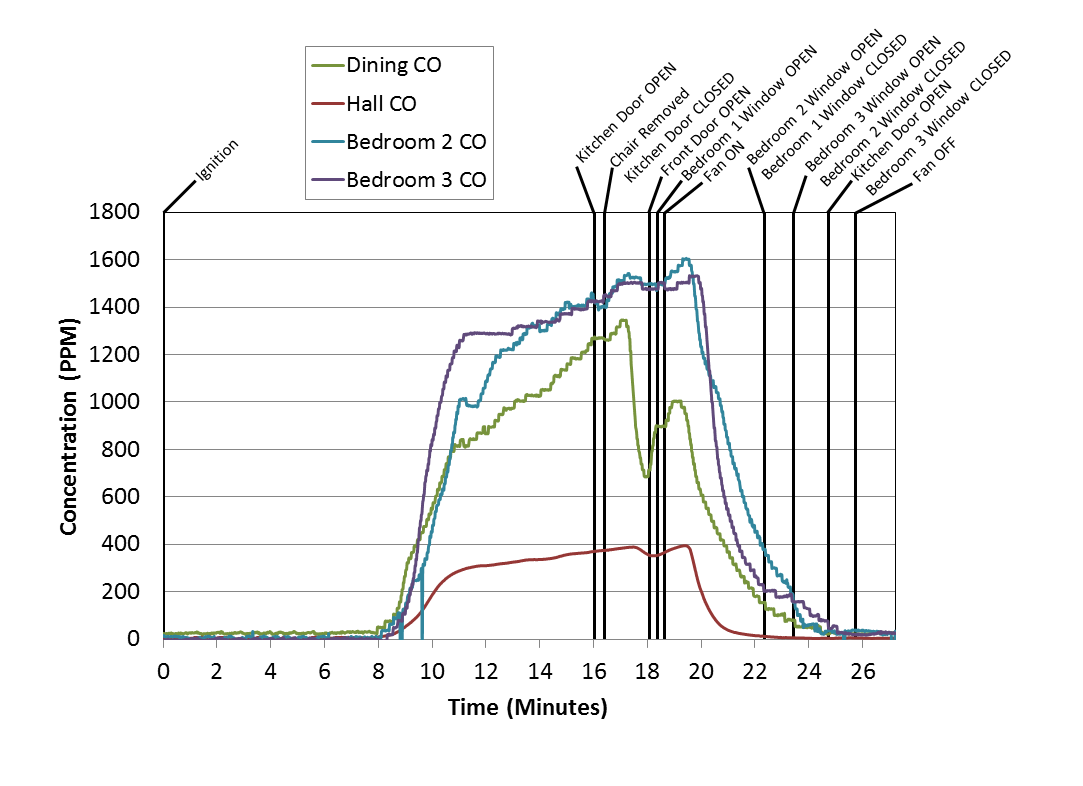 Dining CO
Hall CO
Bedroom 2 CO
Bedroom 3 CO
Ignition
Kitchen Door OPEN
Chair Removed
Kitchen Door CLOSED
Front Door OPEN
Bedroom 1 Window OPEN
Fan ON
Bedroom 2 Window OPEN
Bedroom 1 Window CLOSED
Bedroom 3 Window OPEN
Bedroom 2 Window CLOSED
Kitchen Door OPEN
Bedroom 3 Window CLOSED
Fan OFF
1800
1600
1400
1200
1000
800
600
400
200
0
Concentration (PPM)
0 2 4 6 8 10 12 14 16 18 20 22 24 26
Time (Minutes)